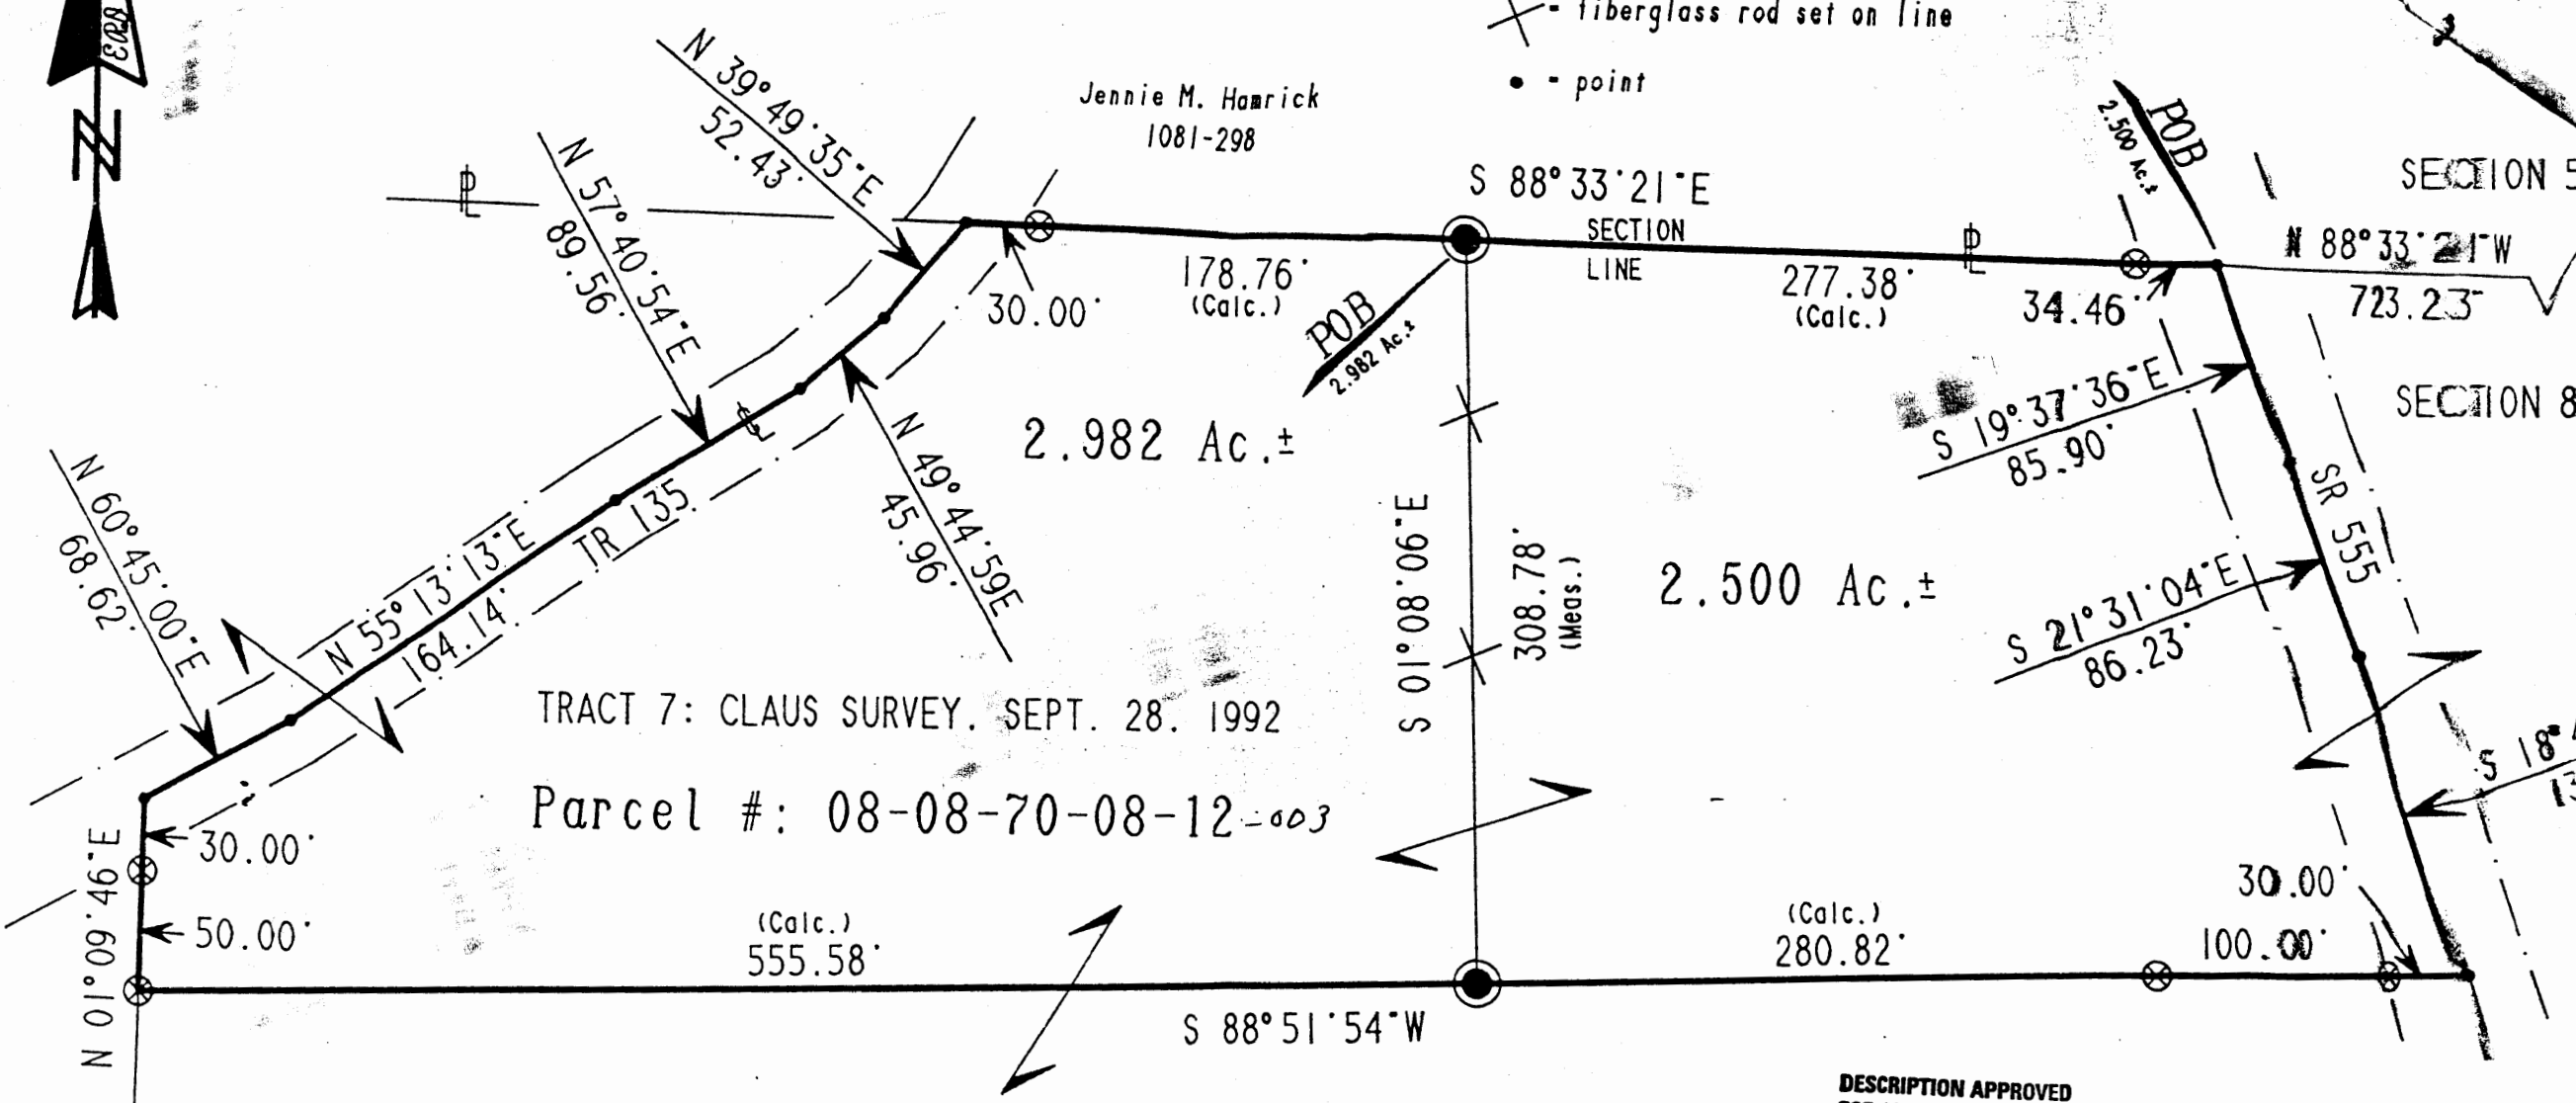 - fiberglass rod set on line
• - point
N
Jennie M. Hamrick
1081-298
N 39°49'35"E
52.43'
N 57°40'54"E
89.56'
N 60°45'00"E
68.62'
N 55°13'13"E
164.14'
TR 135
N 49°44'59E
45.96'
30.00'
178.76'
(Calc.)
S 88°33'21"E
SECTION
LINE
277.38'
(Calc.)
34.46'
POB
2.500 Ac.±
POB
2.982 Ac.±
SECTION 5
N 88°33'21"W
723.23'
SECTION 8
S 19°37'36"E
85.90'
SR 555
S 21°31'04"E
86.23'
S 18°
13
2.982 Ac.±
2.500 Ac.±
S 01°08'06"E
308.78'
(Meas.)
TRACT 7: CLAUS SURVEY. SEPT. 28. 1992
Parcel #: 08-08-70-08-12-003
N 01°09'46"E
30.00'
50.00'
(Calc.)
555.58'
(Calc.)
280.82'
30.00'
100.00'
S 88°51'54"W
DESCRIPTION APPROVED